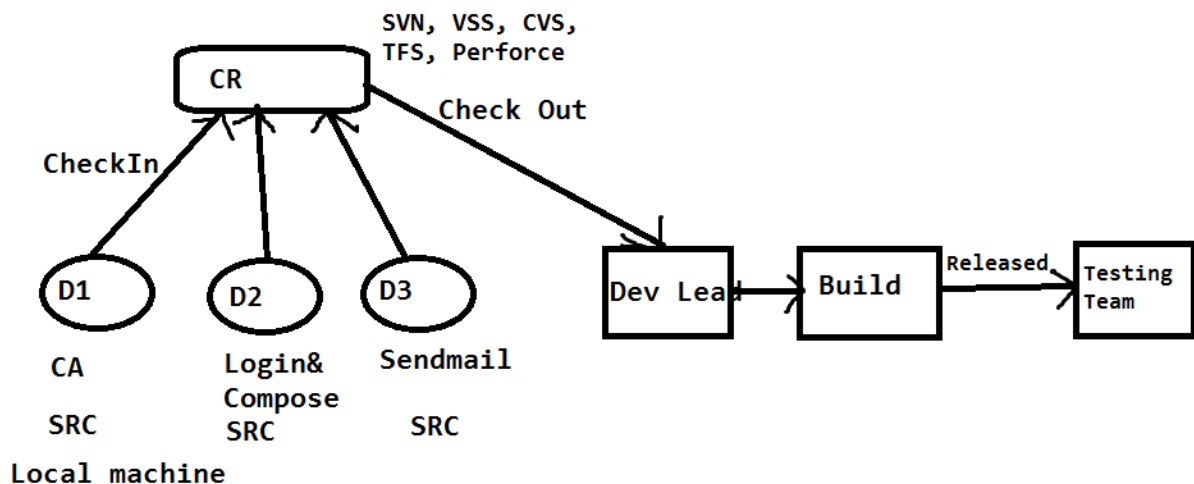 SVN, VSS, CVS,
TFS, Perforce
CR
Check Out
CheckIn
D1
D2
D3
Dev Lead
Build
Released.
Testing
Team
CA
SRC
Login&
Compose
SRC
Sendmail
SRC
Local machine